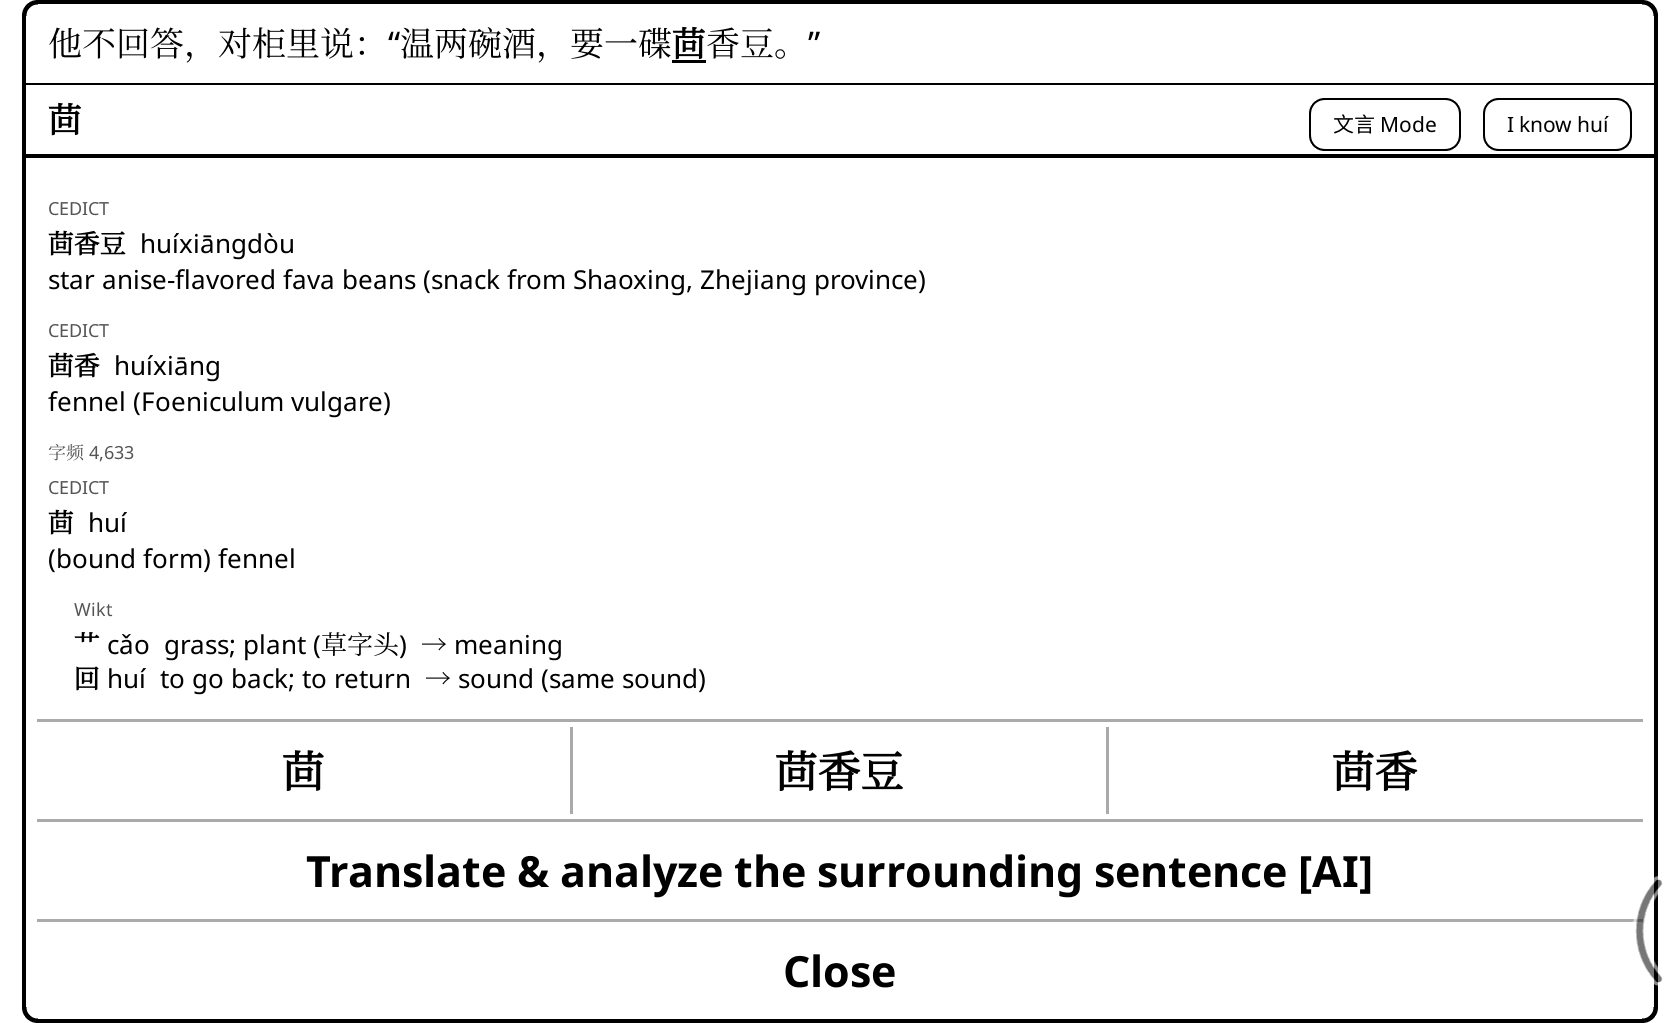 他不回答，对柜里说：“温两碗酒，要一碟茴香豆。”
茴
文言 Mode
I know huí
CEDICT
茴香豆 huíxiāngdòu
star anise-flavored fava beans (snack from Shaoxing, Zhejiang province)
CEDICT
茴香 huíxiāng
fennel (Foeniculum vulgare)
字频 4,633
CEDICT
茴 huí
(bound form) fennel
Wikt
艹 cǎo grass; plant (草字头) → meaning
回 huí to go back; to return → sound (same sound)
茴
茴香豆
茴香
Translate & analyze the surrounding sentence [AI]
Close